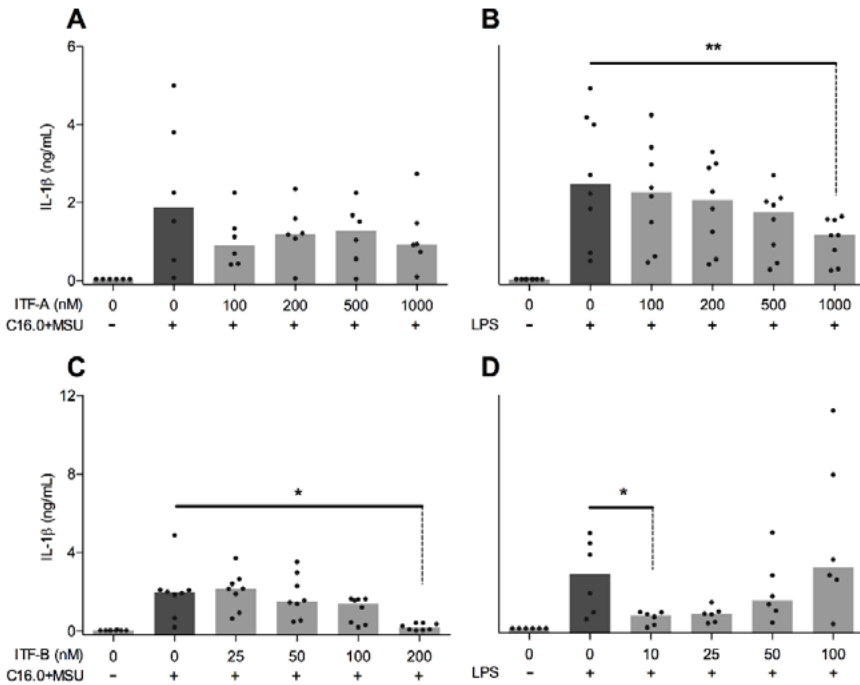 A
B
6
4
2
0
IL-1β (ng/mL)
**
ITF-A (nM) 0 0 100 200 500 1000
C16.0+MSU - + + + + +
0 0 100 200 500 1000
LPS - + + + + +
C
D
12
8
4
0
IL-1β (ng/mL)
*
*
ITF-B (nM) 0 0 25 50 100 200
C16.0+MSU - + + + + +
0 0 10 25 50 100
LPS - + + + + +